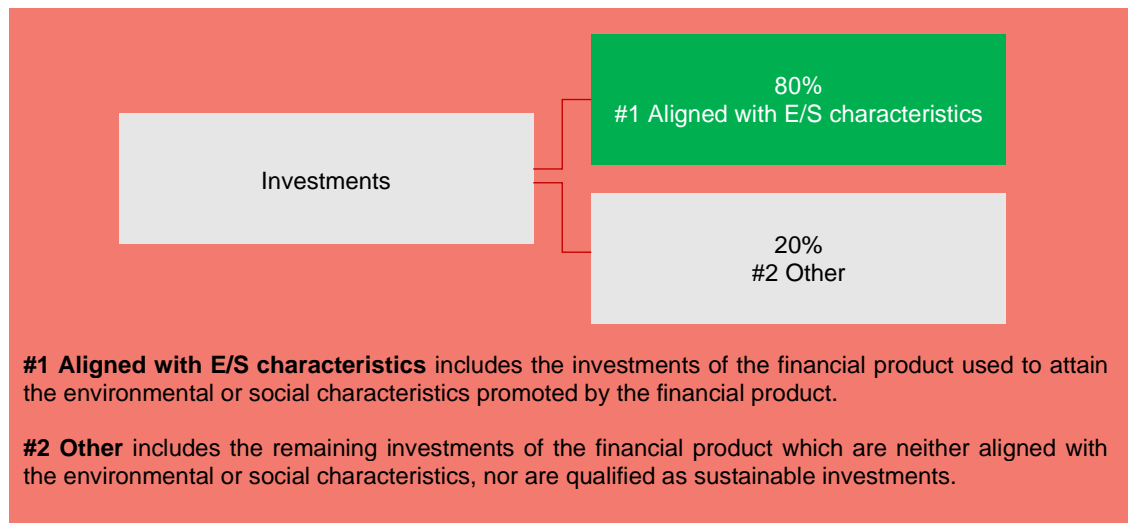 80%
#1 Aligned with E/S characteristics
Investments
20%
#2 Other
#1 Aligned with E/S characteristics includes the investments of the financial product used to attain
the environmental or social characteristics promoted by the financial product.
#2 Other includes the remaining investments of the financial product which are neither aligned with
the environmental or social characteristics, nor are qualified as sustainable investments.